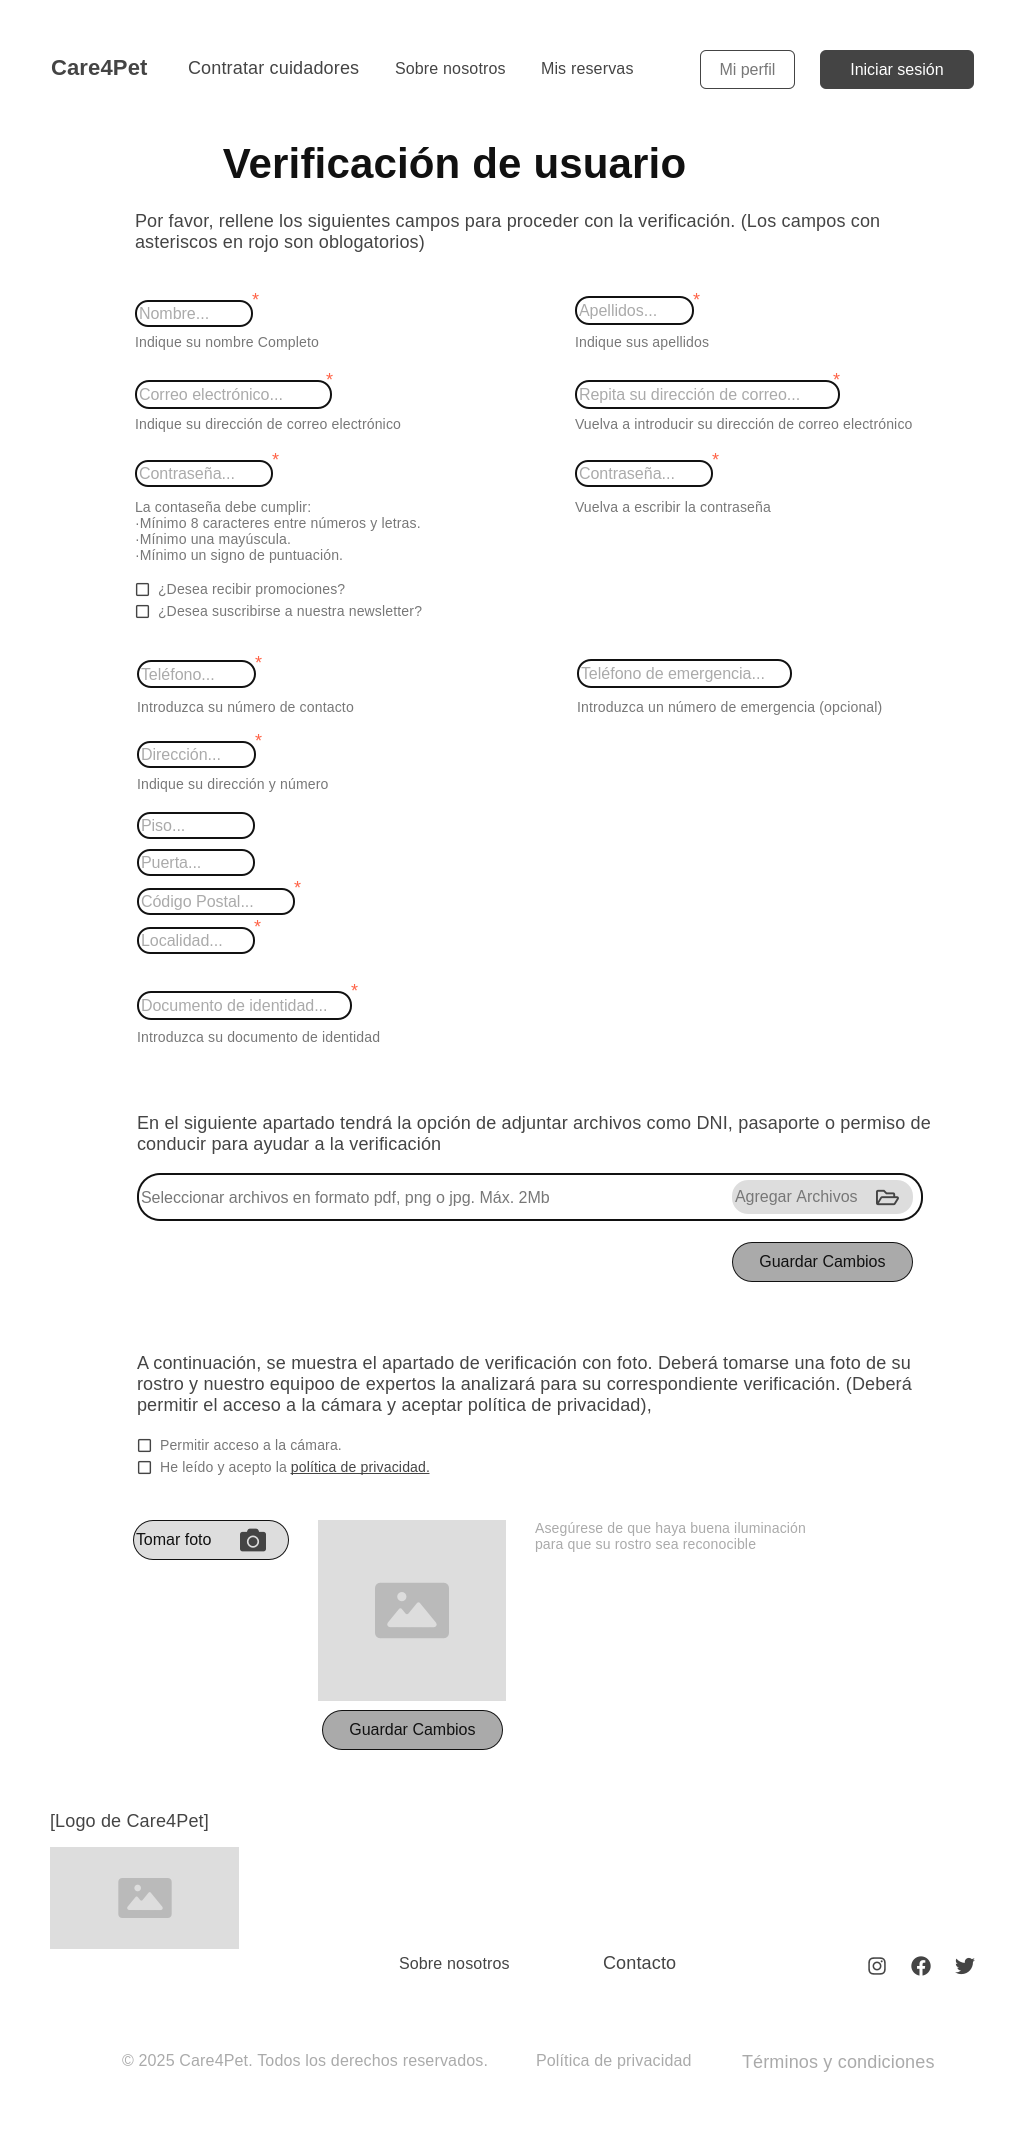 Care4Pet
Contratar cuidadores
Sobre nosotros
Mis reservas
Mi perfil
Iniciar sesión
Verificación de usuario
Por favor, rellene los siguientes campos para proceder con la verificación. (Los campos con
asteriscos en rojo son oblogatorios)
Nombre... *
Apellidos... *
Indique su nombre Completo
Indique sus apellidos
Correo electrónico... *
Repita su dirección de correo... *
Indique su dirección de correo electrónico
Vuelva a introducir su dirección de correo electrónico
Contraseña... *
Contraseña... *
La contaseña debe cumplir:
·Mínimo 8 caracteres entre números y letras.
·Mínimo una mayúscula.
·Mínimo un signo de puntuación.
Vuelva a escribir la contraseña
¿Desea recibir promociones?
¿Desea suscribirse a nuestra newsletter?
Teléfono... *
Teléfono de emergencia...
Introduzca su número de contacto
Introduzca un número de emergencia (opcional)
Dirección... *
Indique su dirección y número
Piso...
Puerta...
Código Postal... *
Localidad... *
Documento de identidad... *
Introduzca su documento de identidad
En el siguiente apartado tendrá la opción de adjuntar archivos como DNI, pasaporte o permiso de
conducir para ayudar a la verificación
Seleccionar archivos en formato pdf, png o jpg. Máx. 2Mb
Agregar Archivos
Guardar Cambios
A continuación, se muestra el apartado de verificación con foto. Deberá tomarse una foto de su
rostro y nuestro equipoo de expertos la analizará para su correspondiente verificación. (Deberá
permitir el acceso a la cámara y aceptar política de privacidad),
Permitir acceso a la cámara.
He leído y acepto la política de privacidad.
Tomar foto
Asegúrese de que haya buena iluminación
para que su rostro sea reconocible
Guardar Cambios
[Logo de Care4Pet]
Sobre nosotros
Contacto
© 2025 Care4Pet. Todos los derechos reservados.
Política de privacidad
Términos y condiciones